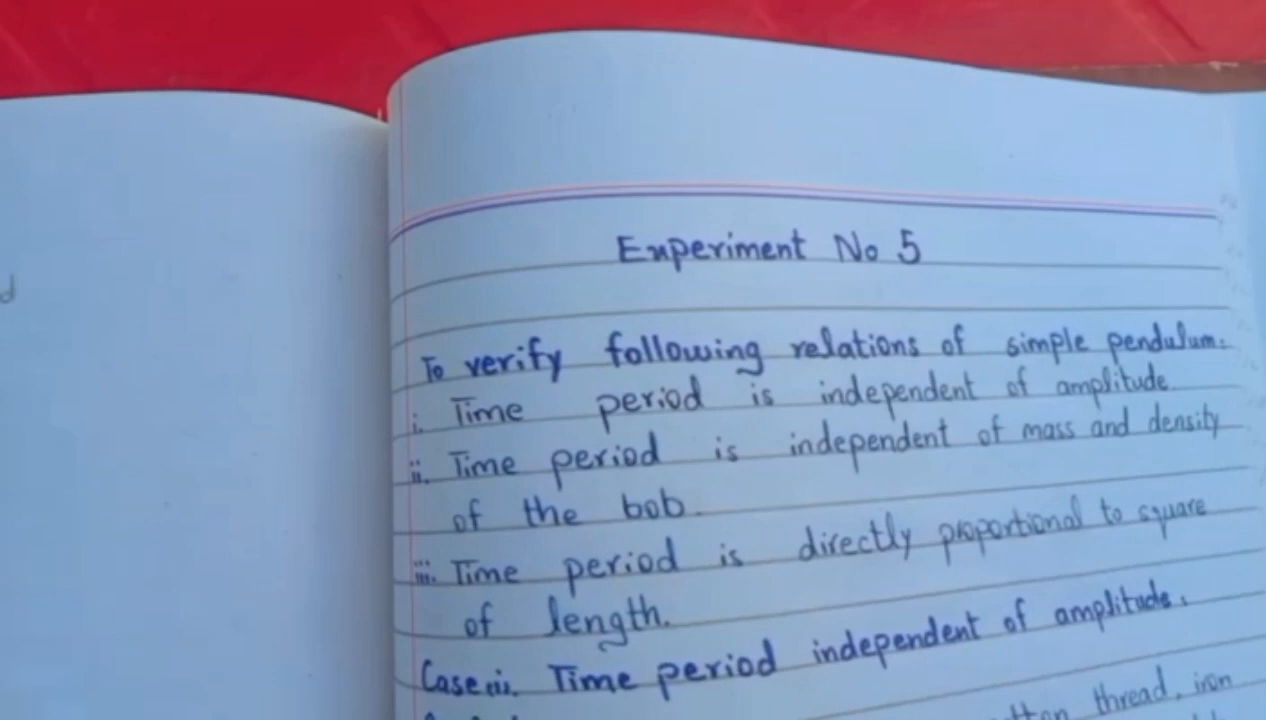 Experiment No 5
To verify following relations of simple pendulum:
i. Time period is independent of amplitude
ii. Time period is independent of mass and density
of the bob.
iii. Time period is directly proportional to square
of length.
Case(i). Time period independent of amplitude.
thread, iron